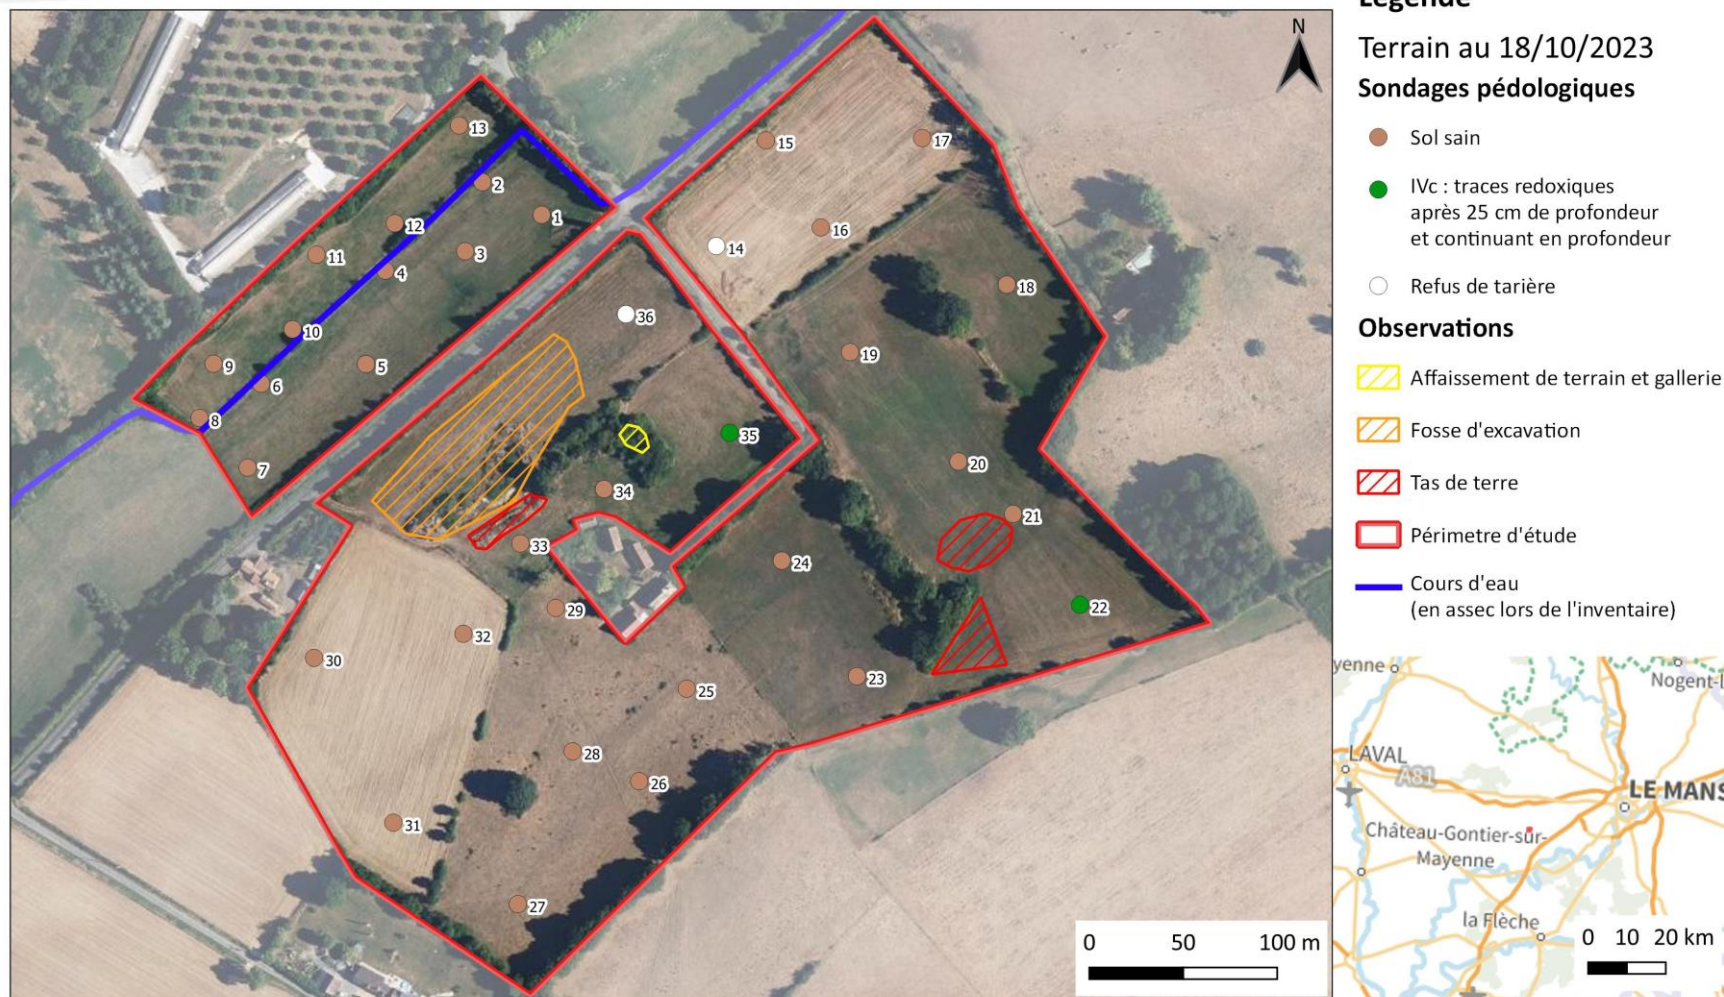 Légende
Terrain au 18/10/2023
Sondages pédologiques
Sol sain
IVc : traces redoxiques
après 25 cm de profondeur
et continuant en profondeur
Refus de tarière
Observations
Affaissement de terrain et gallerie
Fosse d'excavation
Tas de terre
Périmetre d'étude
Cours d'eau
(en assec lors de l'inventaire)
N
13
2
1
12
3
11
4
10
9
5
6
8
7
15
17
16
14
36
18
19
35
20
34
21
33
24
22
29
32
30
23
25
28
26
31
27
0 50 100 m
yenne
Nogent-l
LAVAL
A81
LE MANS
Château-Gontier-sur-
Mayenne
la Flèche
0 10 20 km